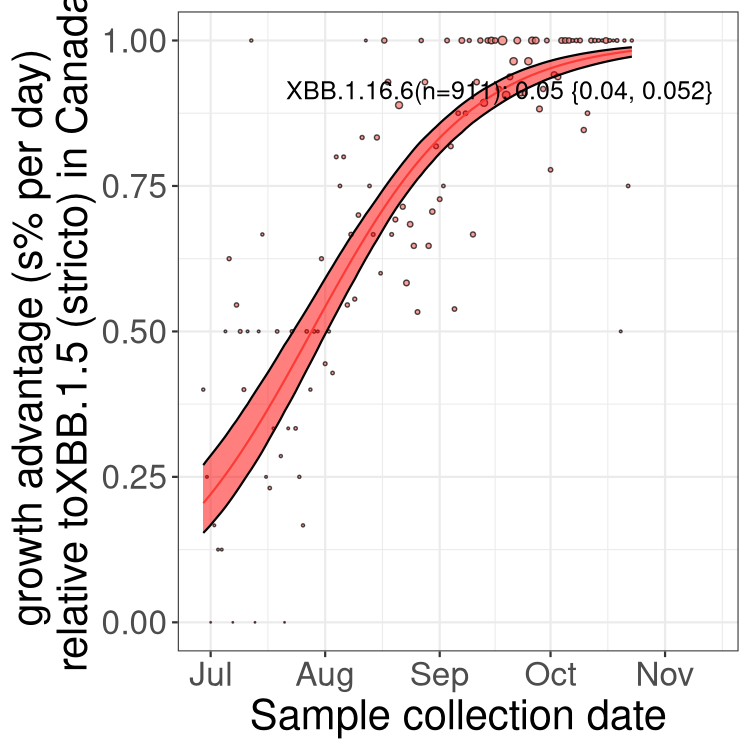 growth advantage (s% per day)
relative toXBB.1.5 (stricto) in Canada
1.00
0.75
0.50
0.25
0.00
XBB.1.16.6(n=911): 0.05 {0.04, 0.052}
Jul Aug Sep Oct Nov
Sample collection date